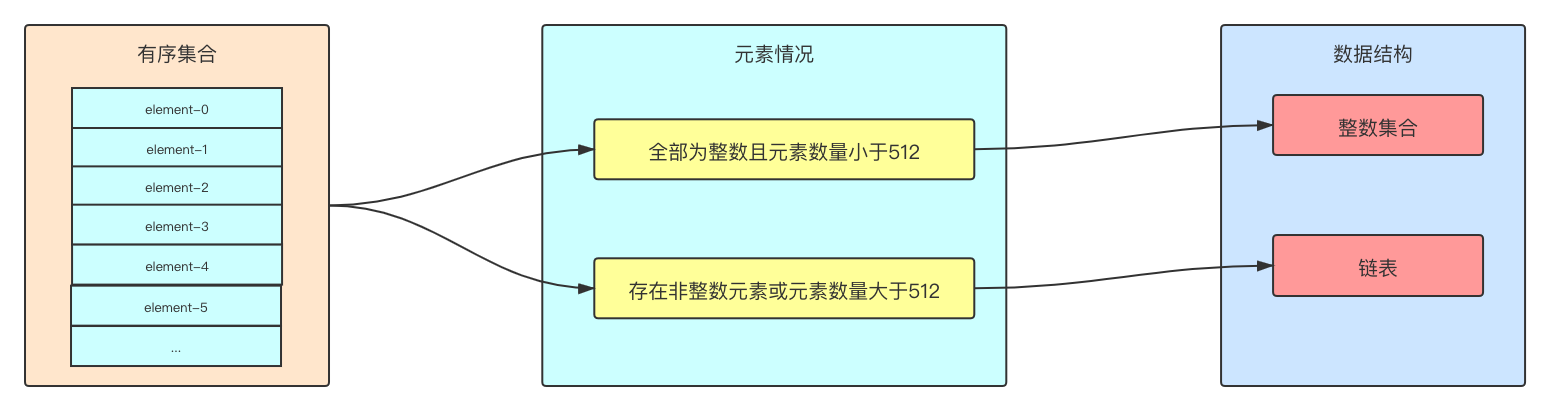 有序集合
element-0
element-1
element-2
element-3
element-4
element-5
...
元素情况
全部为整数且元素数量小于512
存在非整数元素或元素数量大于512
数据结构
整数集合
链表